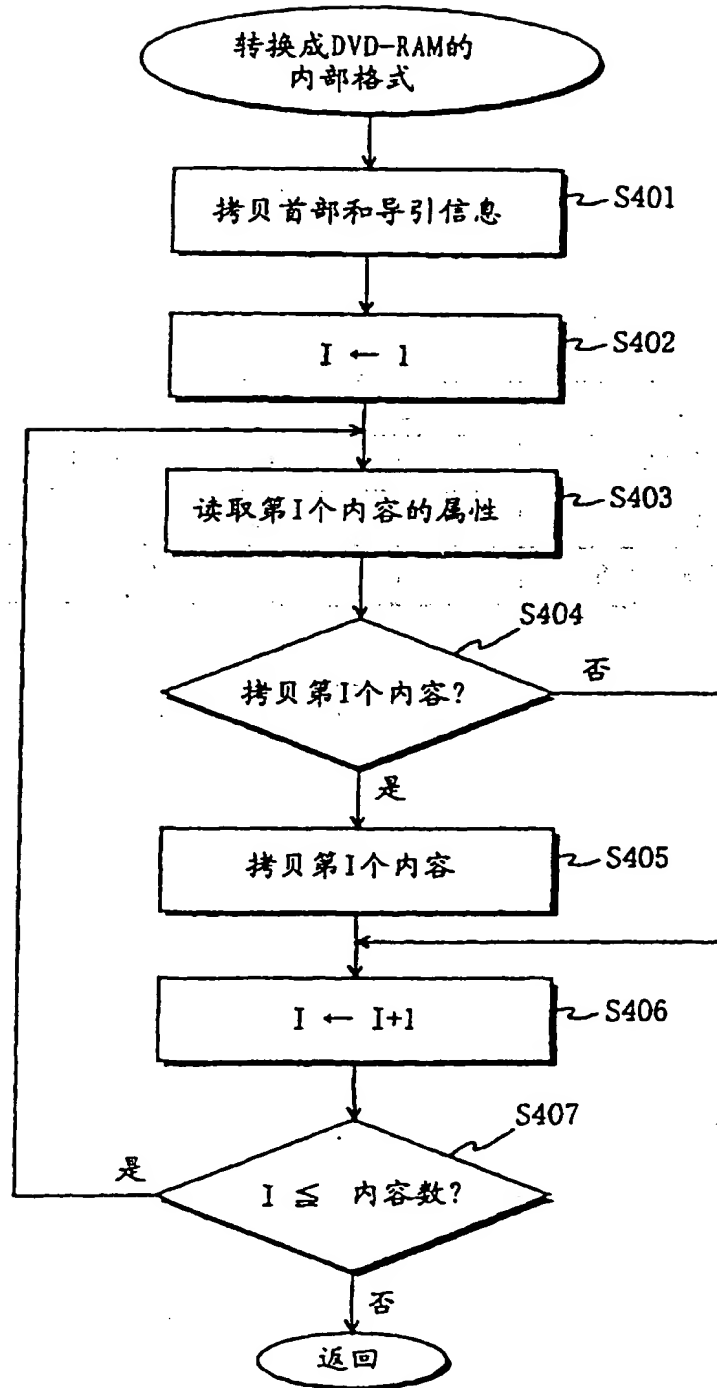 转换成DVD-RAM的
内部格式
拷贝首部和导引信息
S401
I ← 1
S402
读取第I个内容的属性
S403
S404
拷贝第I个内容?
否
是
拷贝第I个内容
S405
I ← I+1
S406
S407
是
I ≦ 内容数?
否
返回